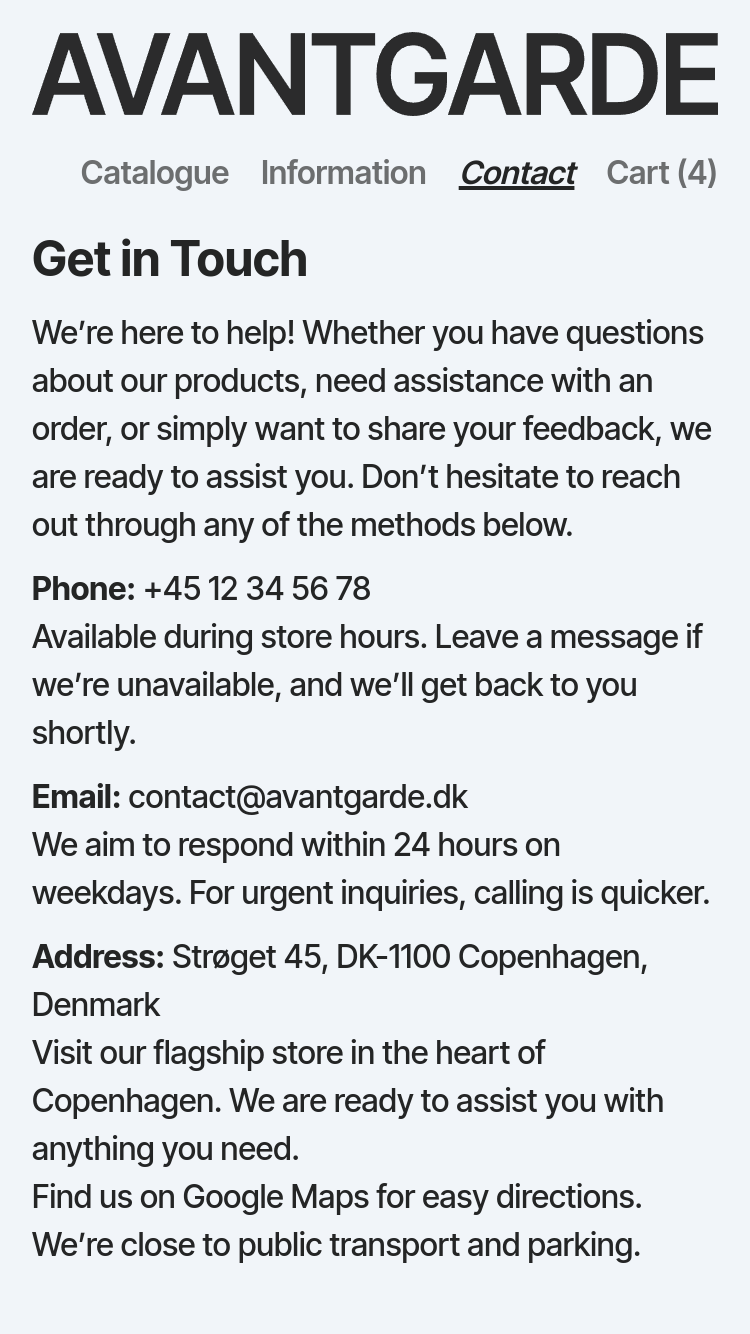 AVANTGARDE
Catalogue Information Contact Cart (4)
Get in Touch
We’re here to help! Whether you have questions
about our products, need assistance with an
order, or simply want to share your feedback, we
are ready to assist you. Don’t hesitate to reach
out through any of the methods below.
Phone: +45 12 34 56 78
Available during store hours. Leave a message if
we’re unavailable, and we’ll get back to you
shortly.
Email: contact@avantgarde.dk
We aim to respond within 24 hours on
weekdays. For urgent inquiries, calling is quicker.
Address: Strøget 45, DK-1100 Copenhagen,
Denmark
Visit our flagship store in the heart of
Copenhagen. We are ready to assist you with
anything you need.
Find us on Google Maps for easy directions.
We’re close to public transport and parking.